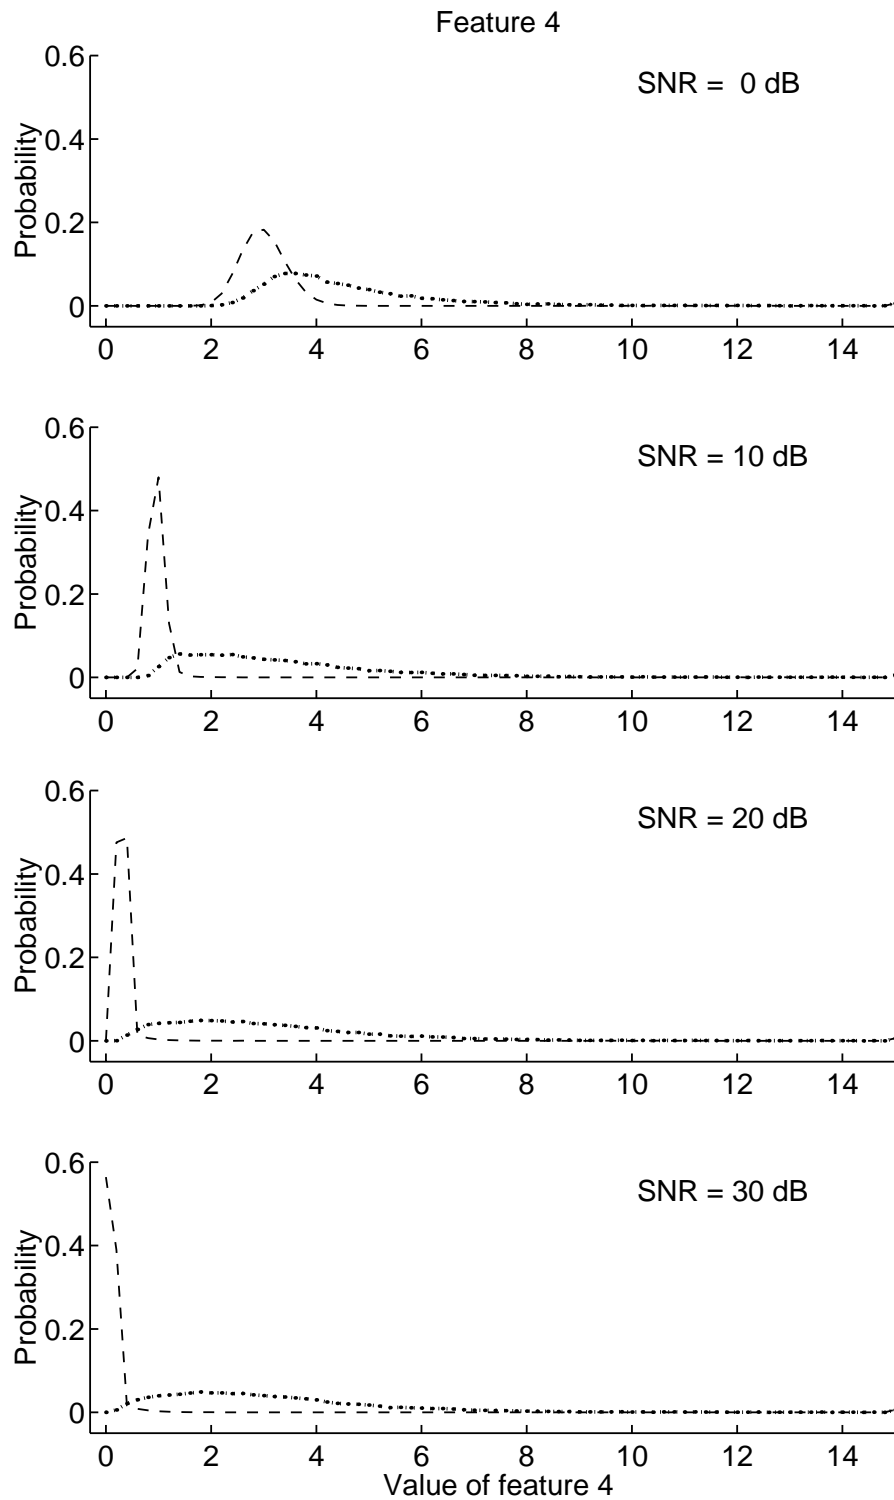 Feature 4
0.6
SNR = 0 dB
0.4
0.2
0
Probability
0 2 4 6 8 10 12 14
0.6
SNR = 10 dB
0.4
0.2
0
Probability
0 2 4 6 8 10 12 14
0.6
SNR = 20 dB
0.4
0.2
0
Probability
0 2 4 6 8 10 12 14
0.6
SNR = 30 dB
0.4
0.2
0
Probability
0 2 4 6 8 10 12 14
Value of feature 4